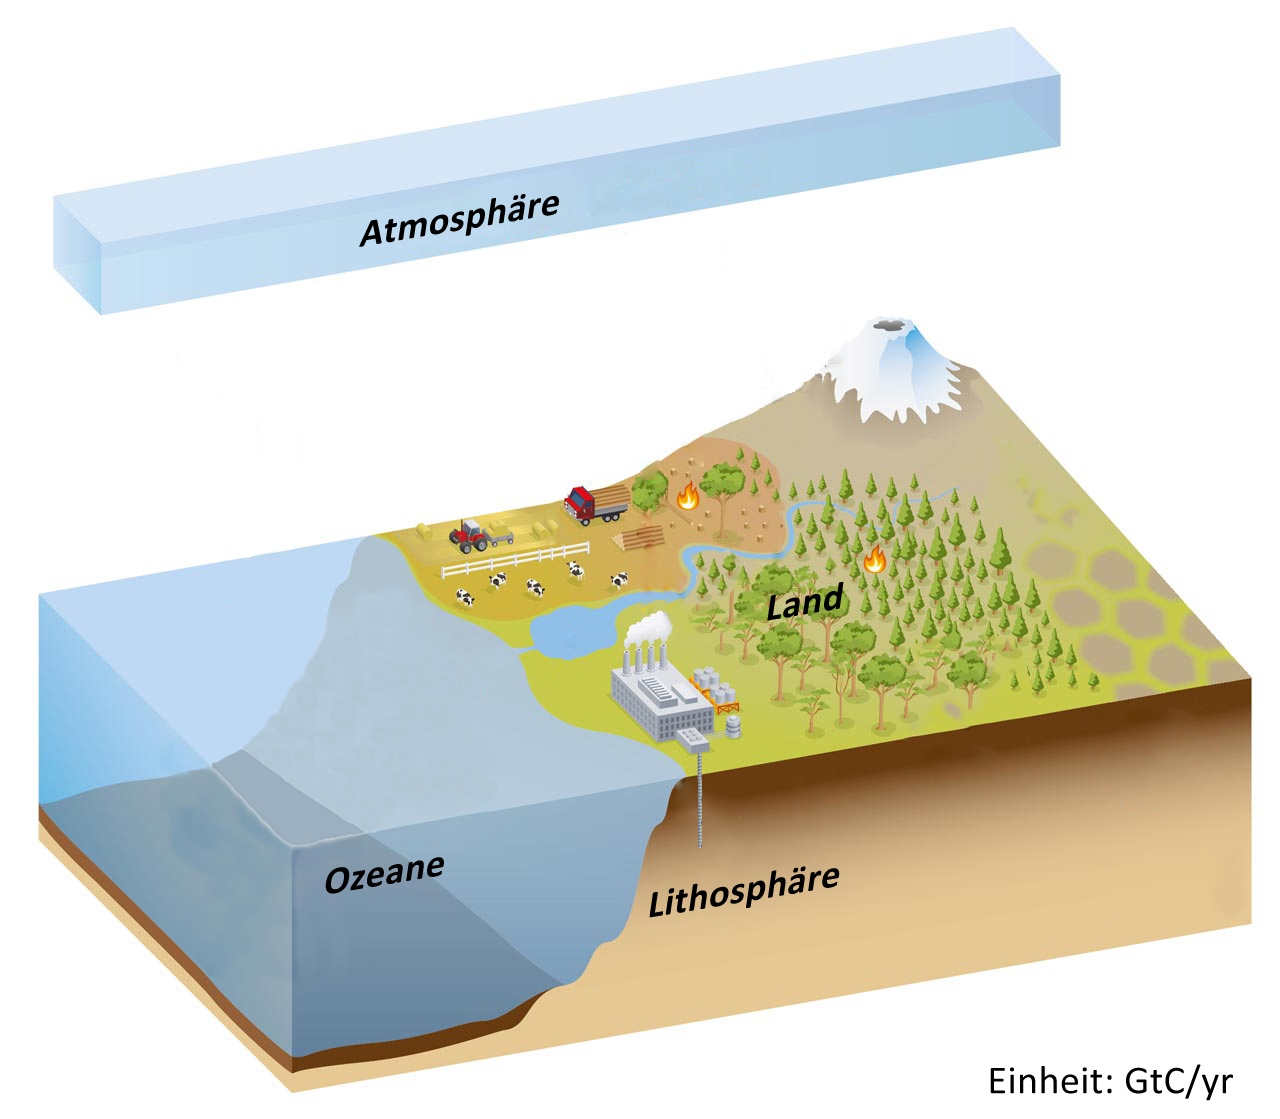 Atmosphäre
Land
Ozeane
Lithosphäre
Einheit: GtC/yr